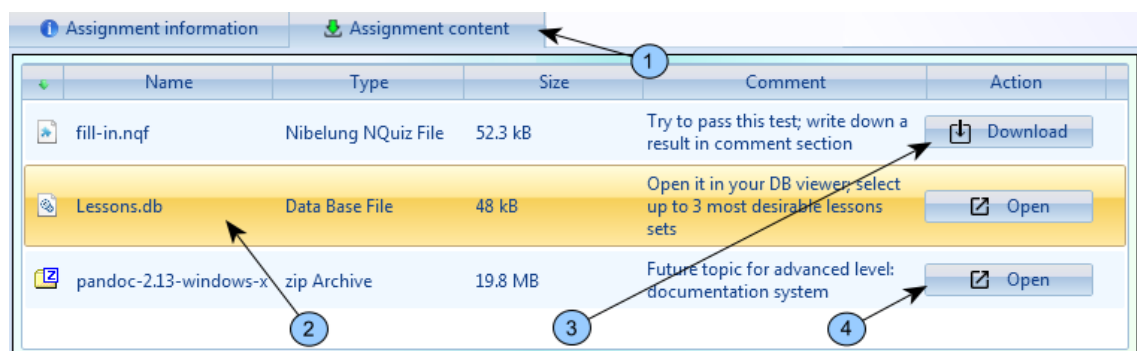 Assignment information Assignment content
1
Name Type Size Comment Action
fill-in.nqf Nibelung NQuiz File 52.3 kB Try to pass this test; write down a
result in comment section
Download
Lessons.db Data Base File 48 kB Open it in your DB viewer; select
up to 3 most desirable lessons
sets
Open
pandoc-2.13-windows-x zip Archive 19.8 MB Future topic for advanced level:
documentation system
Open
2 3 4